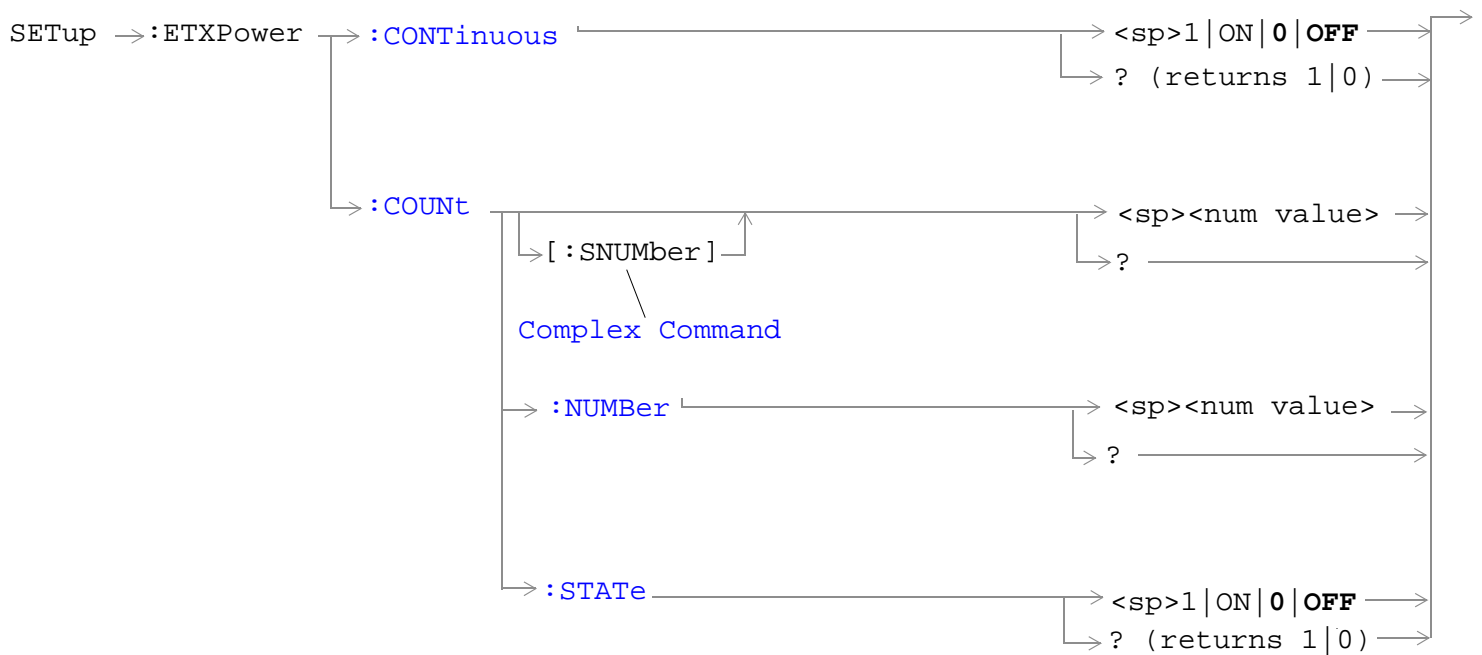 SETup :ETXPower :CONTinuous <sp>1|ON|0|OFF
? (returns 1|0)
:COUNt <sp><num value>
[:SNUMber] ?
Complex Command
:NUMBer <sp><num value>
?
:STATe <sp>1|ON|0|OFF
? (returns 1|0)